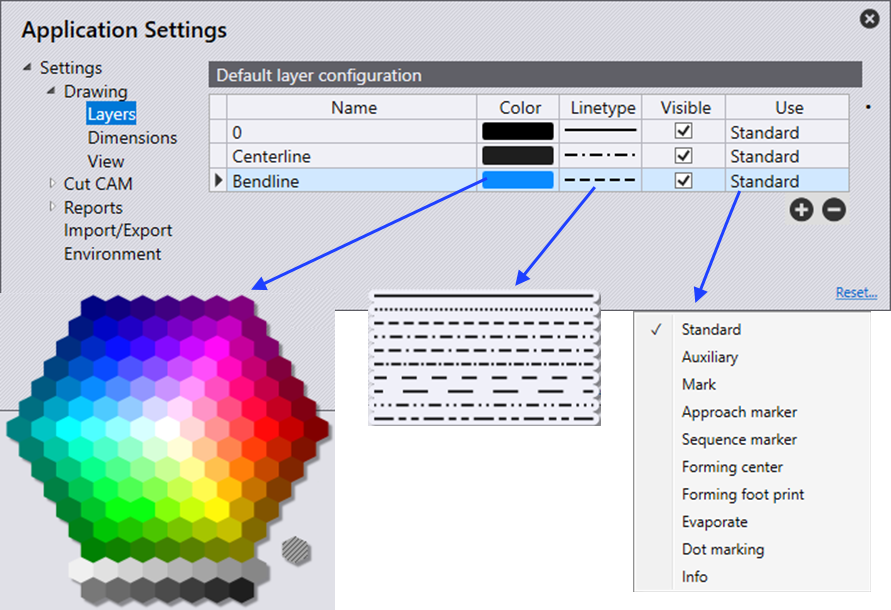 Application Settings
Settings
Drawing
Layers
Dimensions
View
Cut CAM
Reports
Import/Export
Environment
Default layer configuration
Name Color Linetype Visible Use
0 Standard
Centerline Standard
Bendline Standard
Reset...
Standard
Auxiliary
Mark
Approach marker
Sequence marker
Forming center
Forming foot print
Evaporate
Dot marking
Info